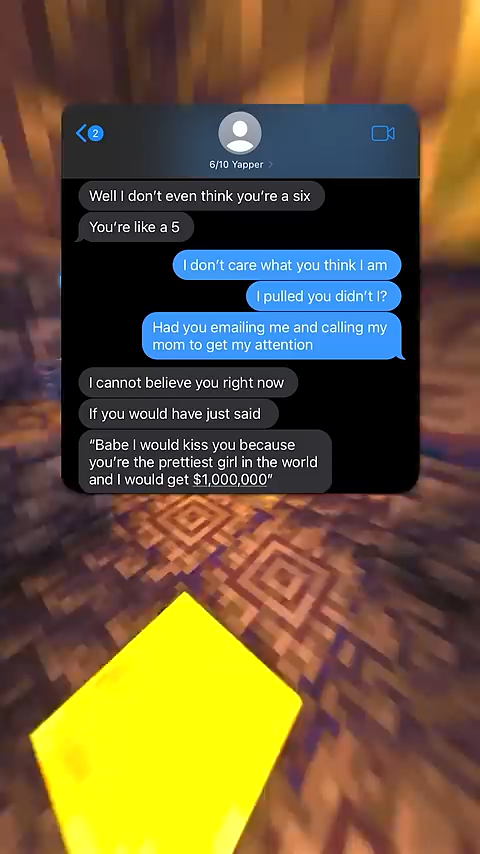 2
6/10 Yapper
Well I don't even think you're a six
You're like a 5
I don't care what you think I am
I pulled you didn't I?
Had you emailing me and calling my
mom to get my attention
I cannot believe you right now
If you would have just said
“Babe I would kiss you because
you're the prettiest girl in the world
and I would get $1,000,000”